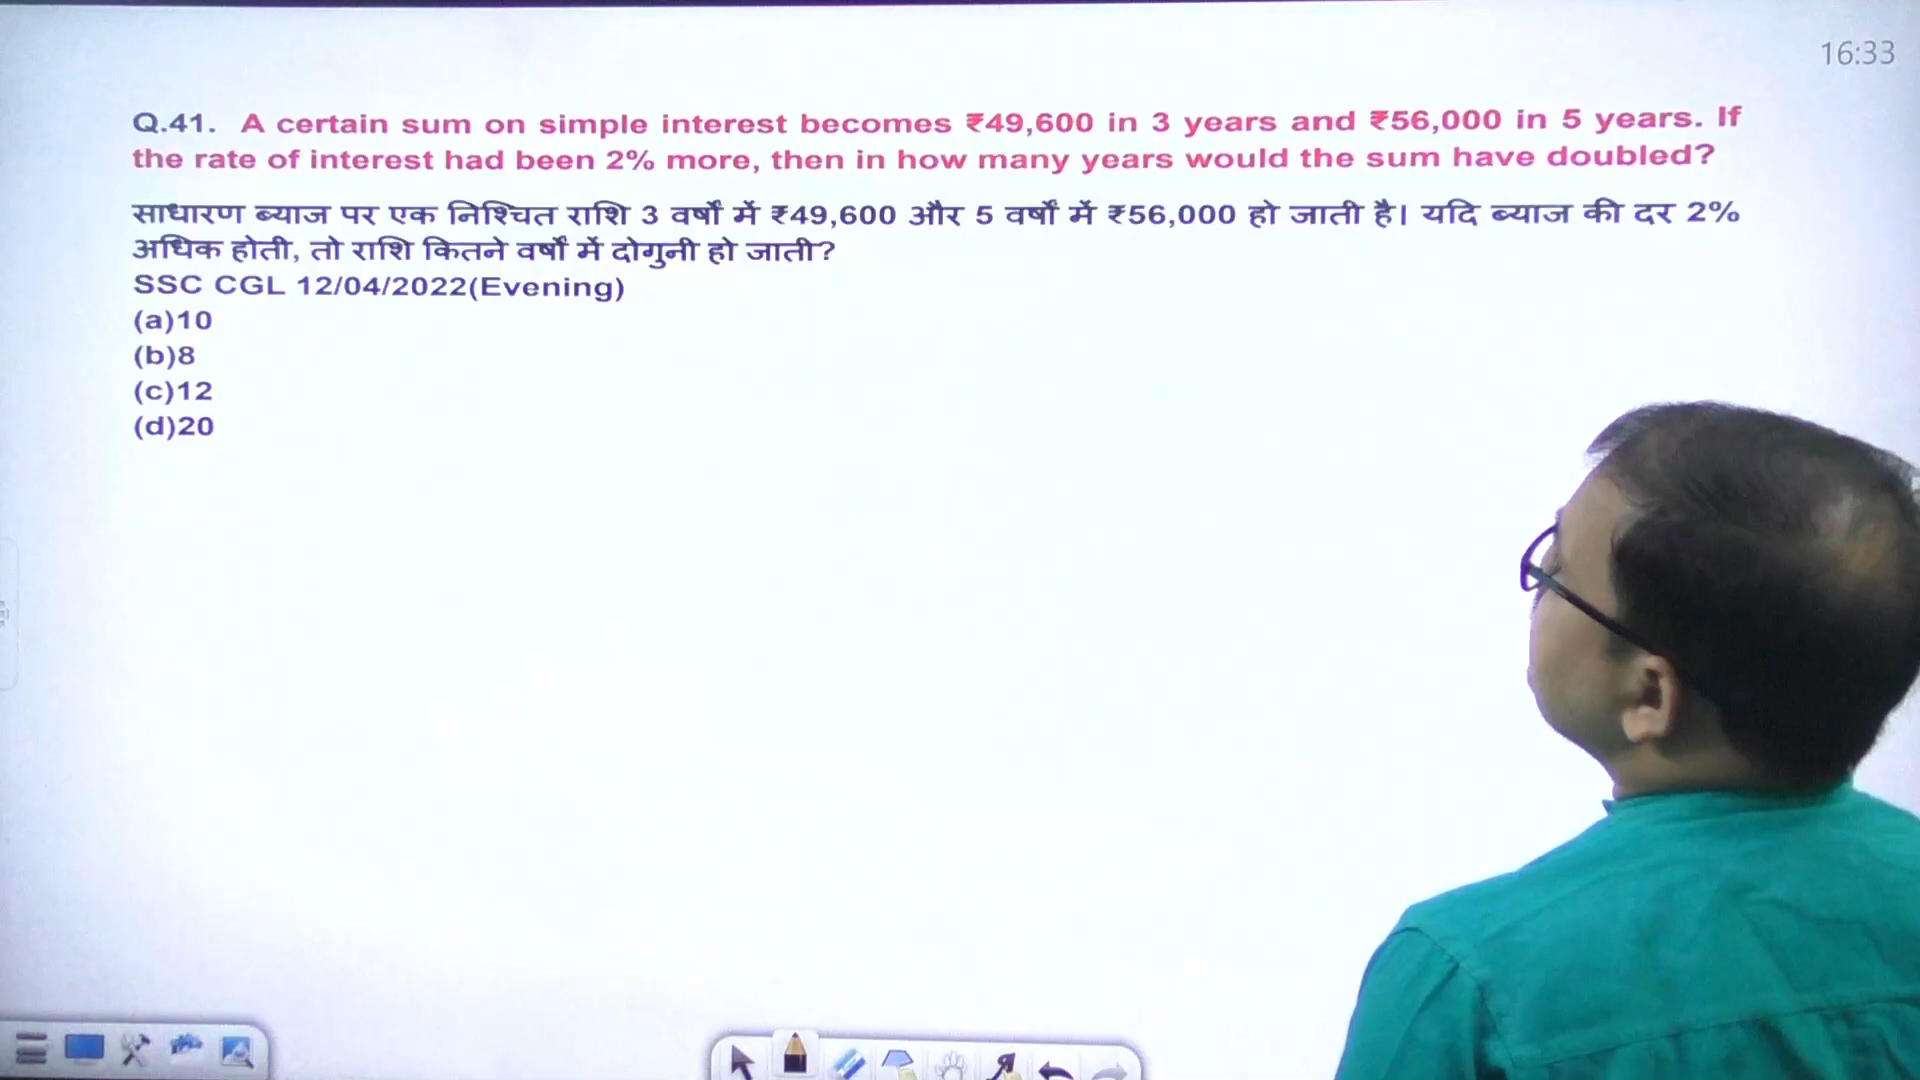 16:33
Q.41. A certain sum on simple interest becomes ₹49,600 in 3 years and ₹56,000 in 5 years. If
the rate of interest had been 2% more, then in how many years would the sum have doubled?
साधारण ब्याज पर एक निश्चित राशि 3 वर्षों में ₹49,600 और 5 वर्षों में ₹56,000 हो जाती है। यदि ब्याज की दर 2%
अधिक होती, तो राशि कितने वर्षों में दोगुनी हो जाती?
SSC CGL 12/04/2022(Evening)
(a)10
(b)8
(c)12
(d)20